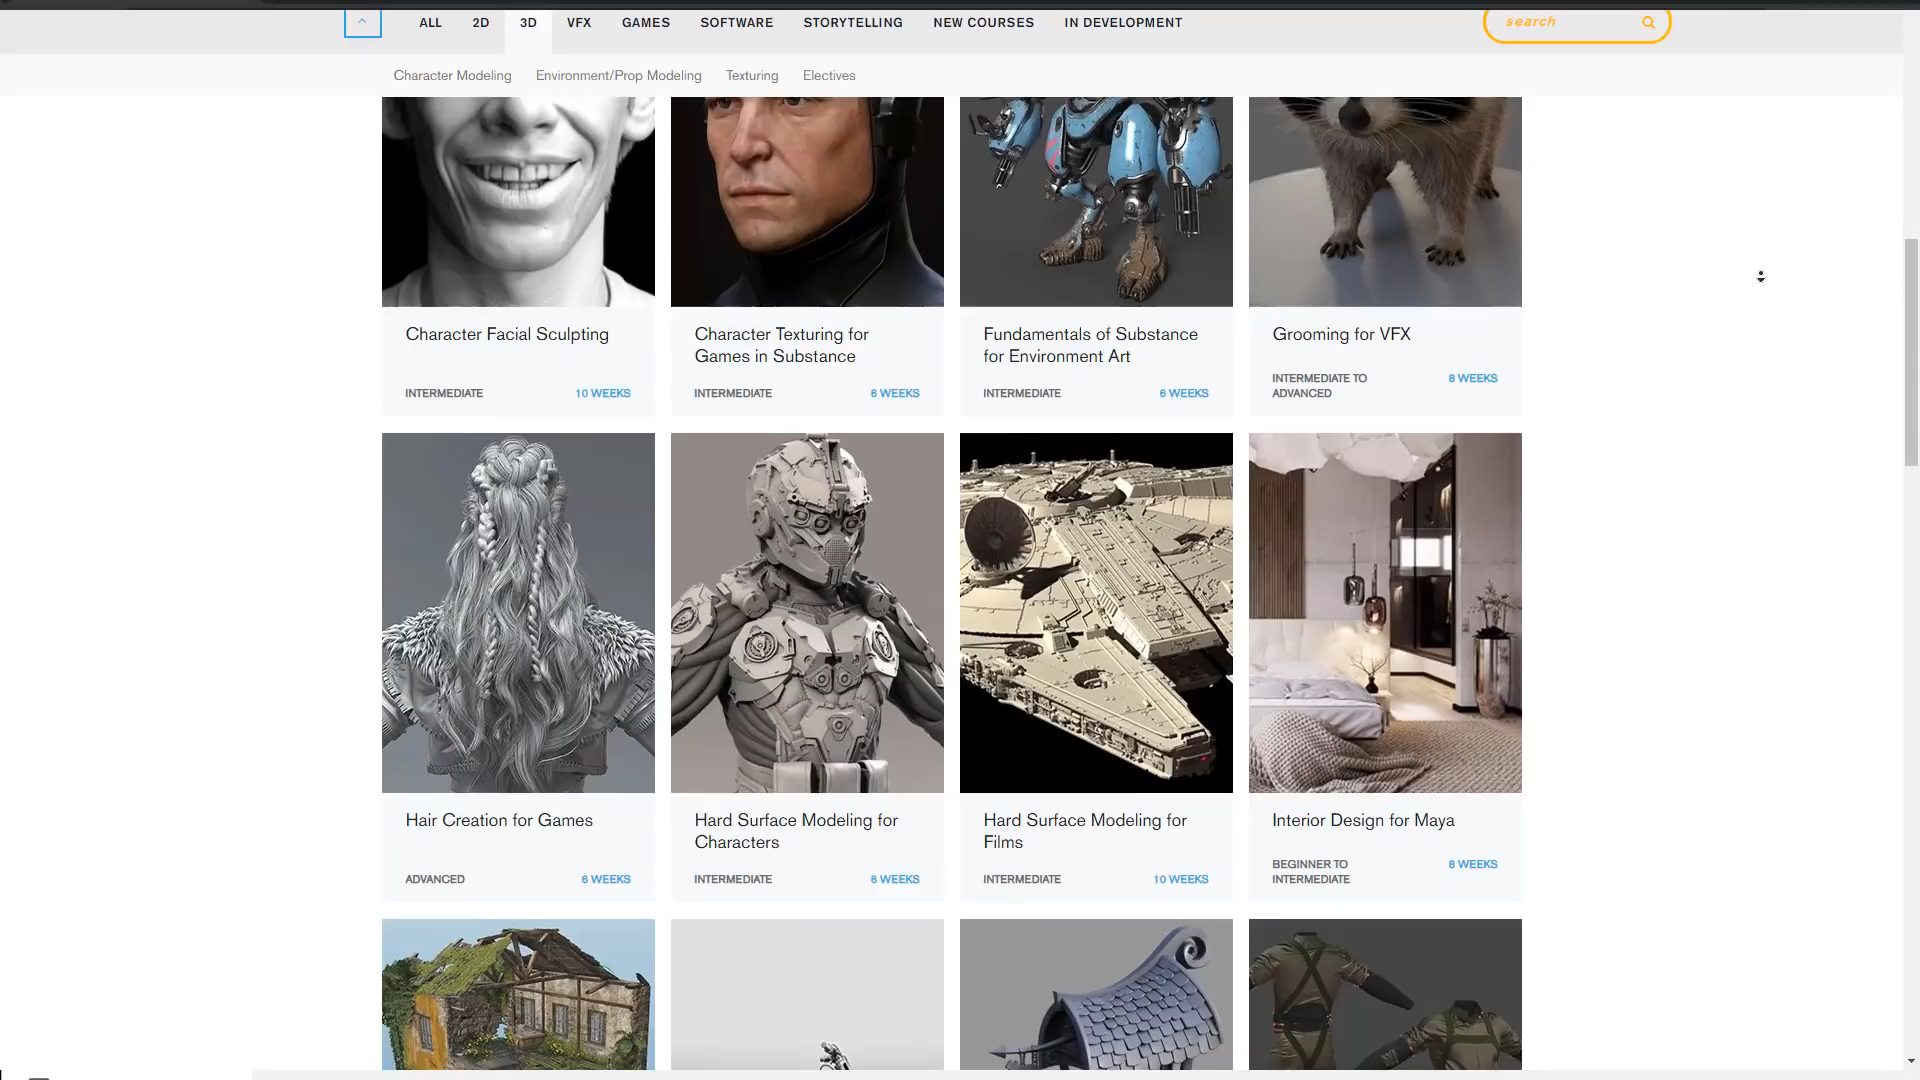 ALL 2D 3D VFX GAMES SOFTWARE STORYTELLING NEW COURSES IN DEVELOPMENT
search
Character Modeling Environment/Prop Modeling Texturing Electives
Character Facial Sculpting
INTERMEDIATE 10 WEEKS
Character Texturing for
Games in Substance
INTERMEDIATE 6 WEEKS
Fundamentals of Substance
for Environment Art
INTERMEDIATE 6 WEEKS
Grooming for VFX
INTERMEDIATE TO 8 WEEKS
ADVANCED
Hair Creation for Games
ADVANCED 6 WEEKS
Hard Surface Modeling for
Characters
INTERMEDIATE 6 WEEKS
Hard Surface Modeling for
Films
INTERMEDIATE 10 WEEKS
Interior Design for Maya
BEGINNER TO 8 WEEKS
INTERMEDIATE